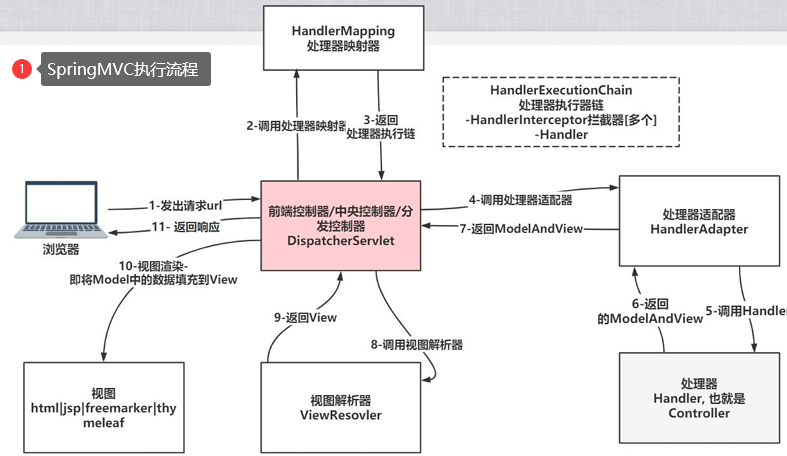 HandlerMapping
处理器映射器
1
SpringMVC执行流程
HandlerExecutionChain
处理器执行器链
-HandlerInterceptor拦截器[多个]
-Handler
2-调用处理器映射器
3-返回
处理器执行链
1-发出请求url
11- 返回响应
浏览器
前端控制器/中央控制器/分
发控制器
DispatcherServlet
4-调用处理器适配器
7-返回ModelAndView
处理器适配器
HandlerAdapter
10-视图渲染-
即将Model中的数据填充到View
9-返回View
8-调用视图解析器
6-返回
的ModelAndView
5-调用Handler
视图
html|jsp|freemarker|thy
meleaf
视图解析器
ViewResovler
处理器
Handler, 也就是
Controller